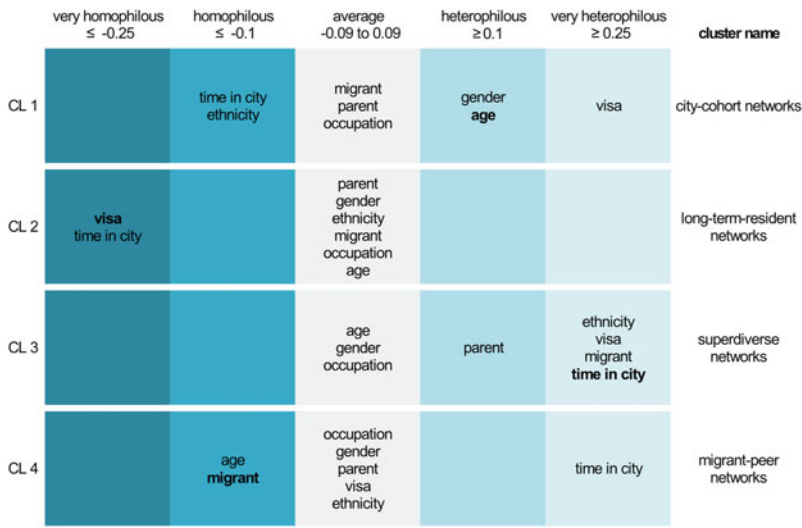 very homophilous
≤ -0.25
homophilous
≤ -0.1
average
-0.09 to 0.09
heterophilous
≥0.1
very heterophilous
≥ 0.25
cluster name
CL 1
time in city
ethnicity
migrant
parent
occupation
gender
age
visa
city-cohort networks
CL 2
visa
time in city
parent
gender
ethnicity
migrant
occupation
age
long-term-resident
networks
CL 3
age
gender
occupation
parent
ethnicity
visa
migrant
time in city
superdiverse
networks
CL 4
age
migrant
occupation
gender
parent
visa
ethnicity
time in city
migrant-peer
networks